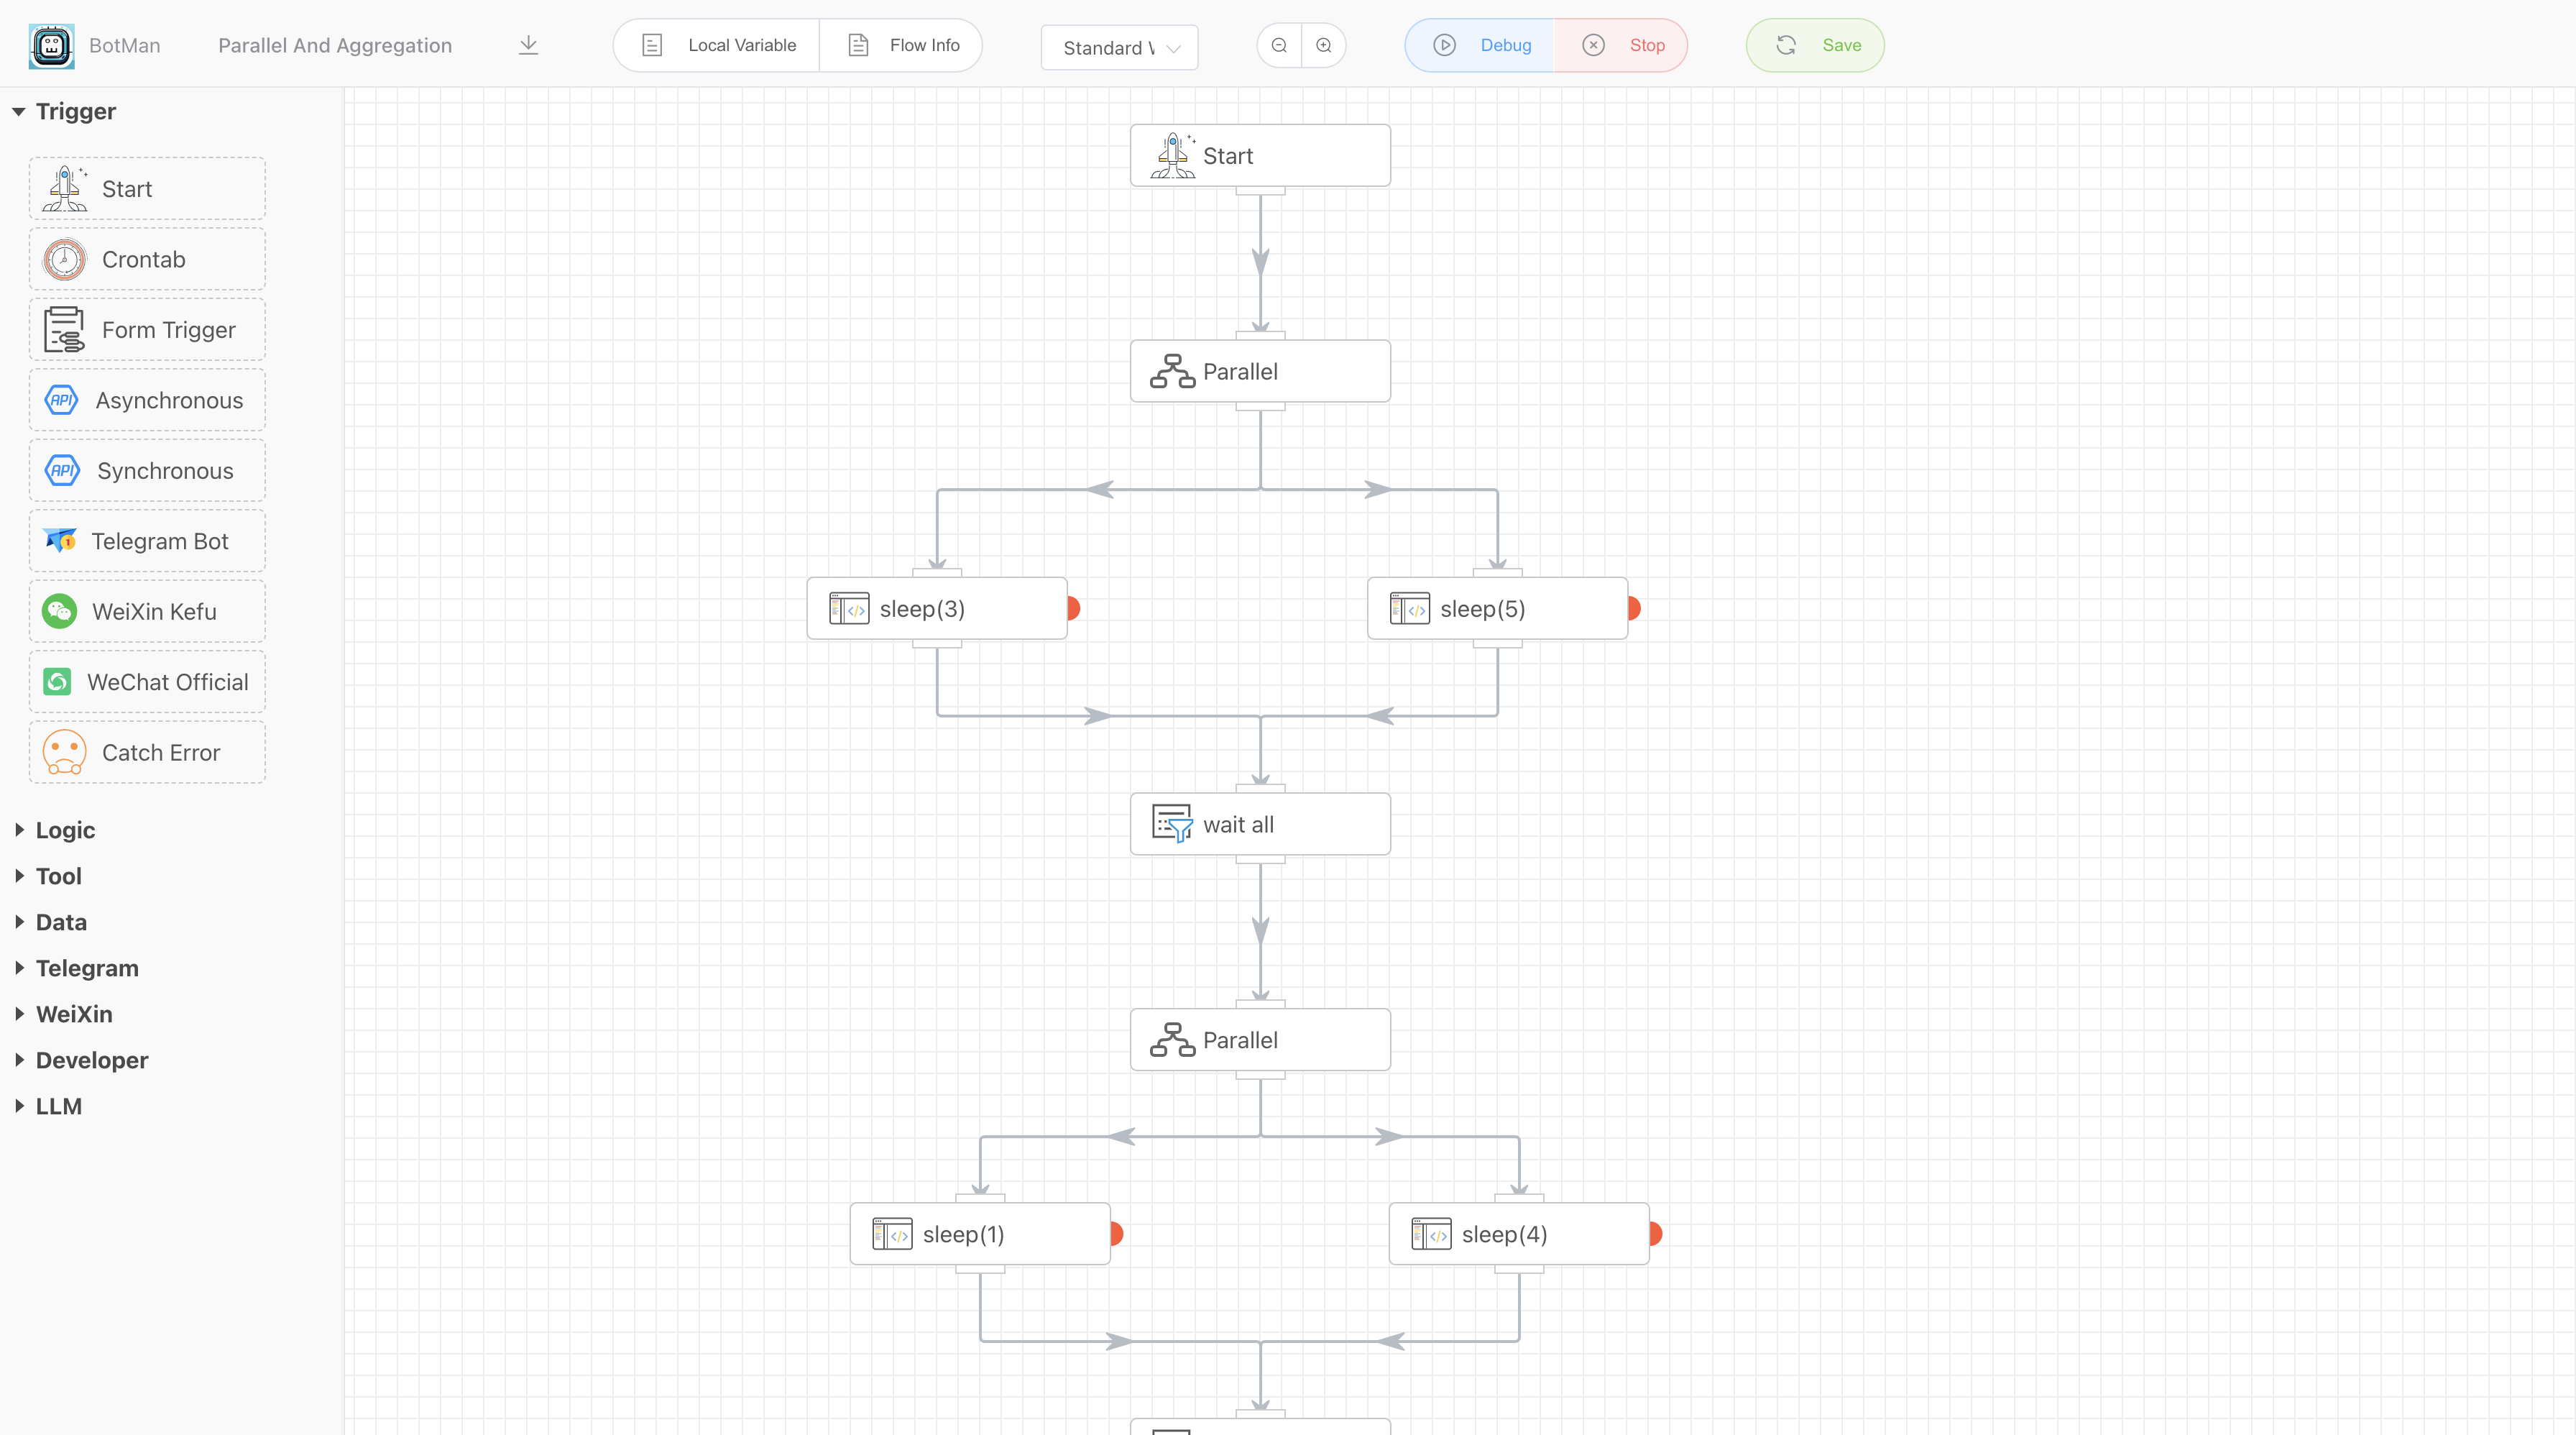 BotMan
Parallel And Aggregation
Local Variable
Flow Info
Standard
Debug
Stop
Save
Trigger
Start
Crontab
Form Trigger
API Asynchronous
API Synchronous
Telegram Bot
WeiXin Kefu
WeChat Official
Catch Error
Logic
Tool
Data
Telegram
WeiXin
Developer
LLM
Start
Parallel
sleep(3)
sleep(5)
wait all
Parallel
sleep(1)
sleep(4)